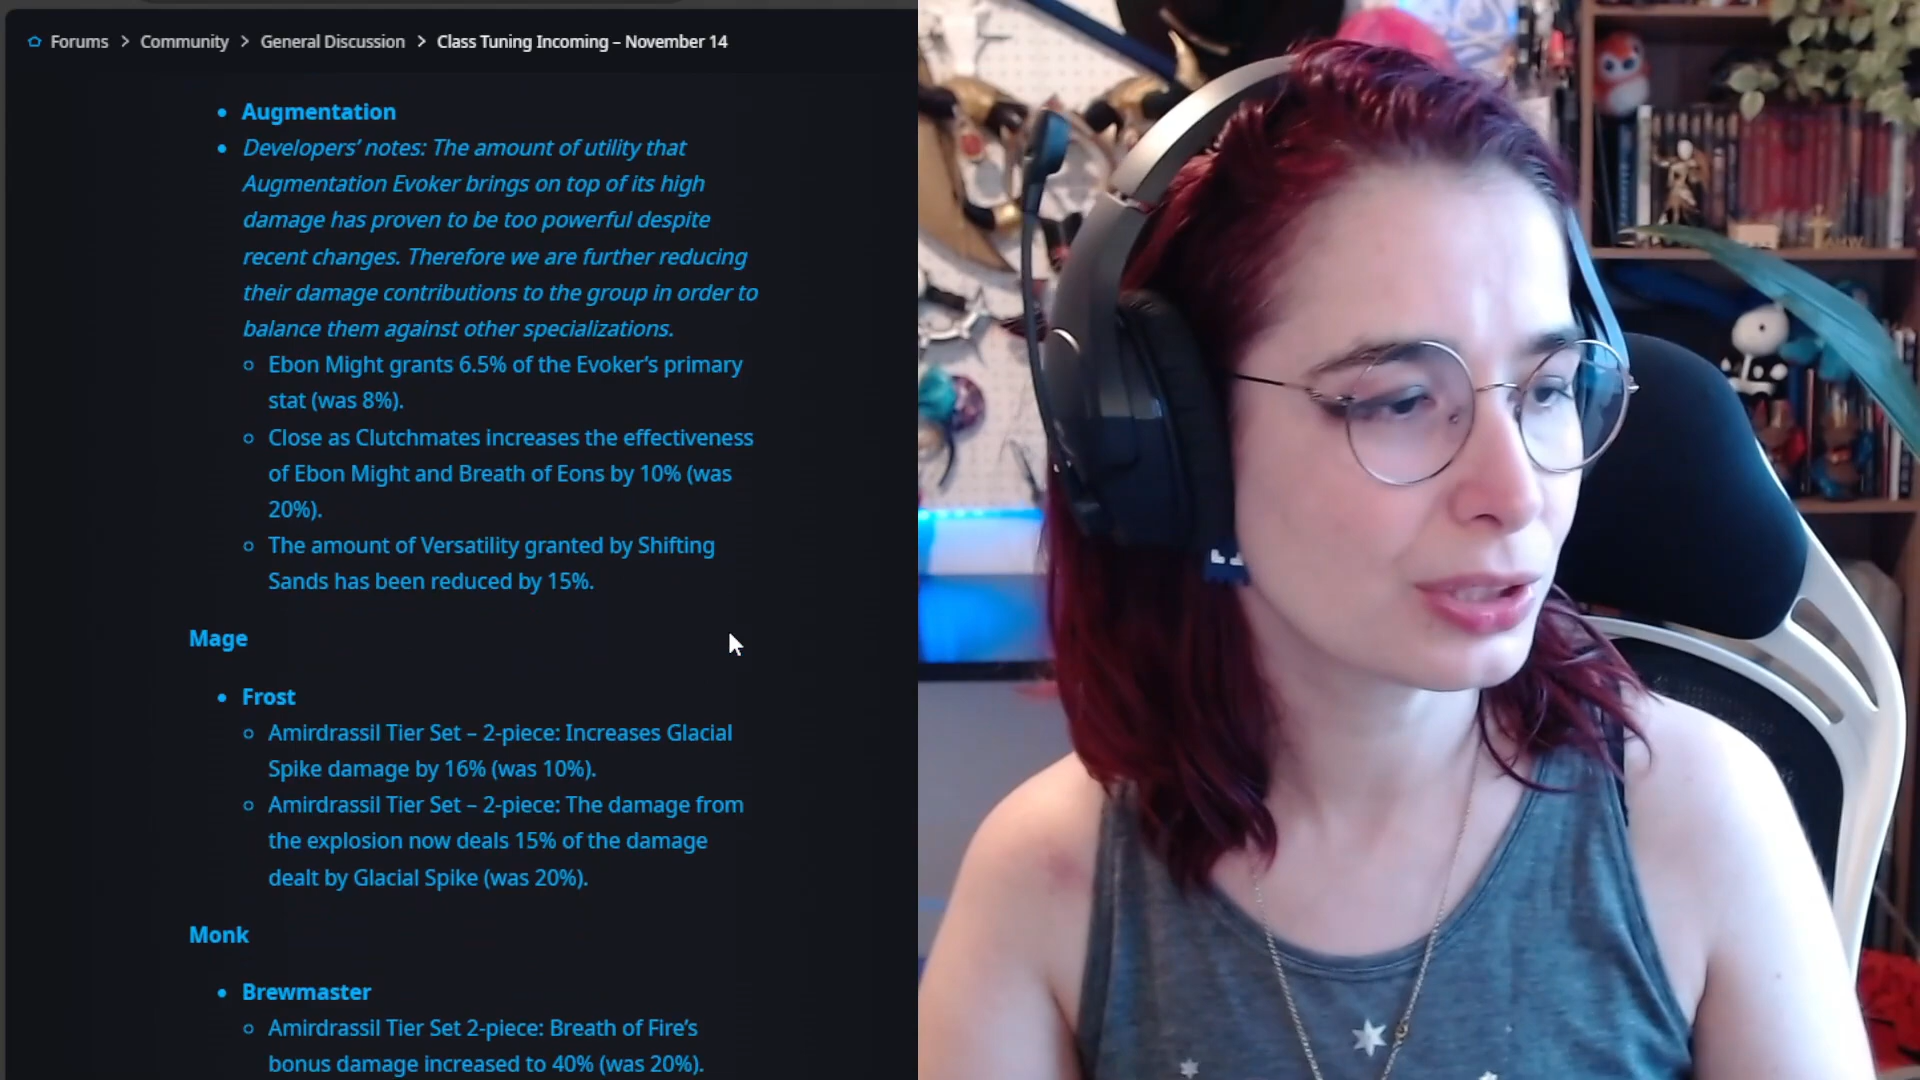 Forums > Community > General Discussion > Class Tuning Incoming – November 14
Augmentation
Developers’ notes: The amount of utility that
Augmentation Evoker brings on top of its high
damage has proven to be too powerful despite
recent changes. Therefore we are further reducing
their damage contributions to the group in order to
balance them against other specializations.
Ebon Might grants 6.5% of the Evoker’s primary
stat (was 8%).
Close as Clutchmates increases the effectiveness
of Ebon Might and Breath of Eons by 10% (was
20%).
The amount of Versatility granted by Shifting
Sands has been reduced by 15%.
Mage
Frost
Amirdrassil Tier Set – 2-piece: Increases Glacial
Spike damage by 16% (was 10%).
Amirdrassil Tier Set – 2-piece: The damage from
the explosion now deals 15% of the damage
dealt by Glacial Spike (was 20%).
Monk
Brewmaster
Amirdrassil Tier Set 2-piece: Breath of Fire’s
bonus damage increased to 40% (was 20%).